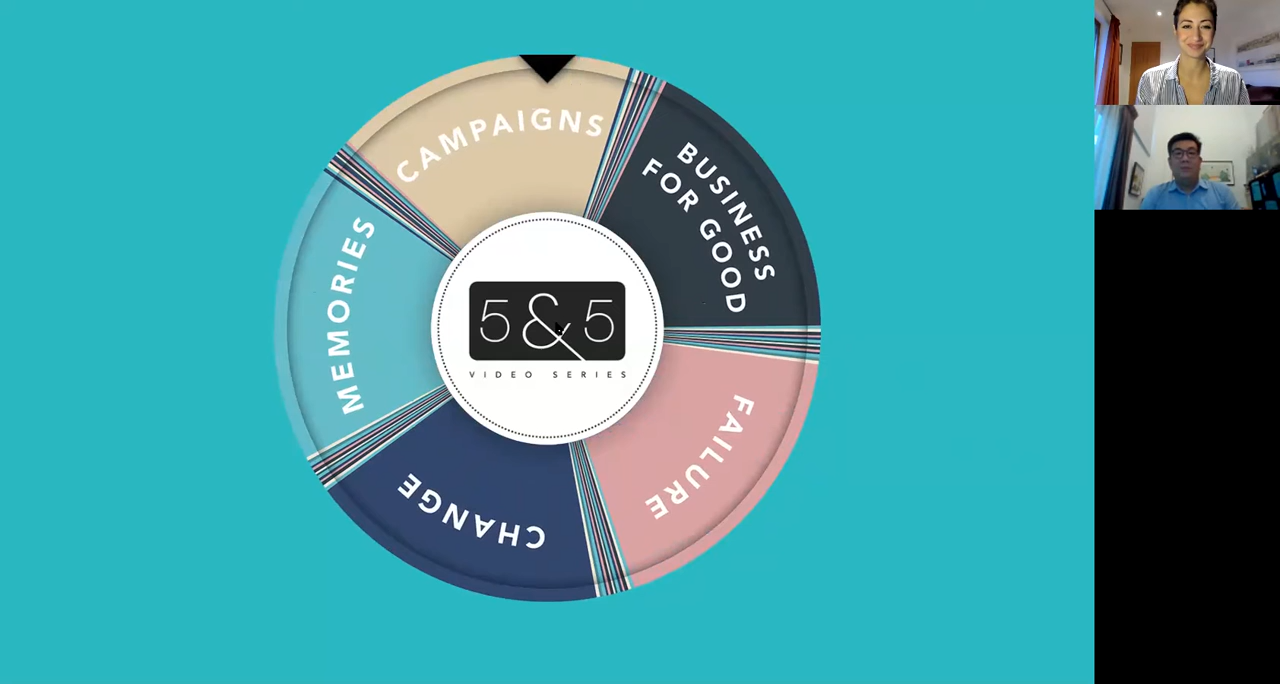 CAMPAIGNS
BUSINESS
FOR GOOD
FAILURE
CHANGE
MEMORIES
5&5
VIDEO SERIES